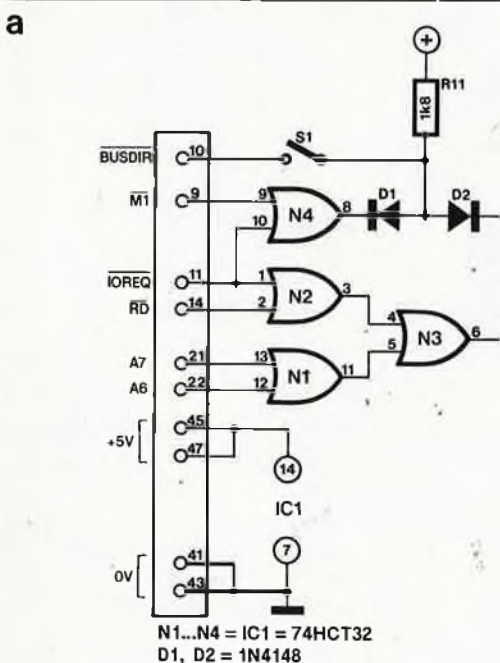 a
+
R11
1k8
S1
BUSDIR 10
M1 9
9
10
N4
8
D1
D2
IOREQ 11
RD 14
1
2
N2
3
4
5
N3
6
A7 21
A6 22
13
12
N1
11
+5V
45
47
14
IC1
0V
41
43
7
N1...N4 = IC1 = 74HCT32
D1, D2 = 1N4148